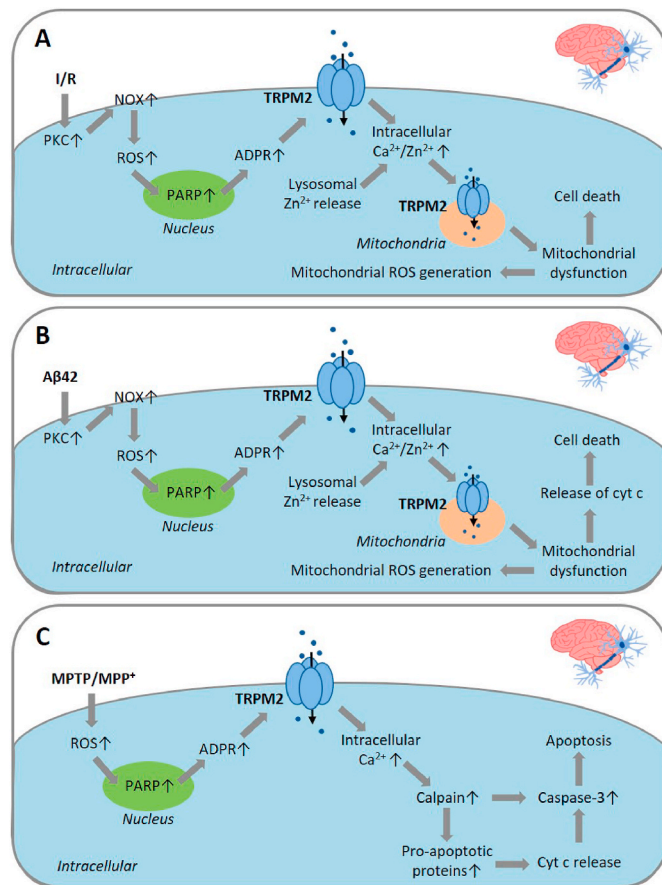 A
I/R
NOX↑
TRPM2
PKC↑
ROS↑
ADPR↑
Intracellular
Ca²⁺/Zn²⁺ ↑
PARP↑
Lysosomal
Zn²⁺ release
TRPM2
Cell death
Nucleus
Mitochondria
Mitochondrial
dysfunction
Intracellular
Mitochondrial ROS generation
B
Aβ42
NOX↑
TRPM2
PKC↑
ROS↑
ADPR↑
Intracellular
Ca²⁺/Zn²⁺ ↑
Cell death
PARP↑
Lysosomal
Zn²⁺ release
TRPM2
Release of cyt c
Nucleus
Mitochondria
Mitochondrial
dysfunction
Intracellular
Mitochondrial ROS generation
C
MPTP/MPP⁺
TRPM2
ROS↑
ADPR↑
Intracellular
Ca²⁺ ↑
Apoptosis
PARP↑
Calpain↑
Caspase-3↑
Nucleus
Pro-apoptotic
proteins↑
Cyt c release
Intracellular